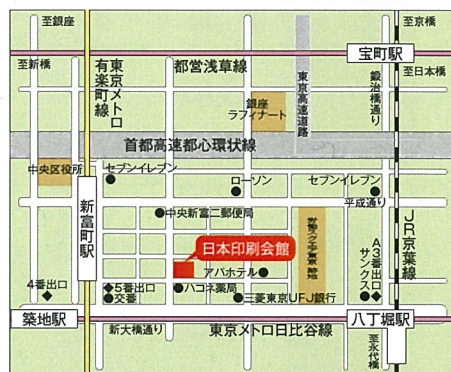 至銀座
至京橋
宝町駅
至新橋
都営浅草線
至日本橋
東京メトロ
有楽町線
東京高速道路
鍛冶橋通り
銀座
ラフィナート
首都高速都心環状線
中央区役所
セブンイレブン
ローソン
セブンイレブン
平成通り
新富町駅
中央新富二郵便局
日本印刷会館
JR京葉線
アパホテル
A3番出口
サンクス
4番出口
5番出口
交番
ハコネ薬局
三菱東京UFJ銀行
築地駅
新大橋通り
東京メトロ日比谷線
八丁堀駅
至永代橋